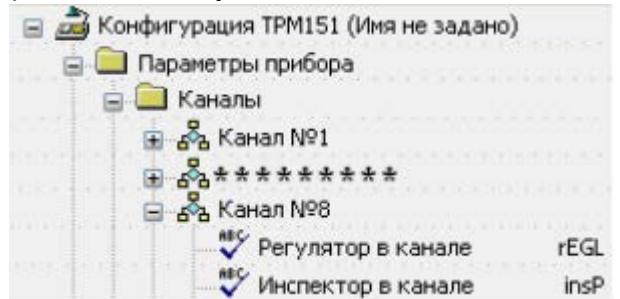 Конфигурация ТРМ151 (Имя не задано)
Параметры прибора
Каналы
Канал №1
*********
Канал №8
Регулятор в канале rEGL
Инспектор в канале insP